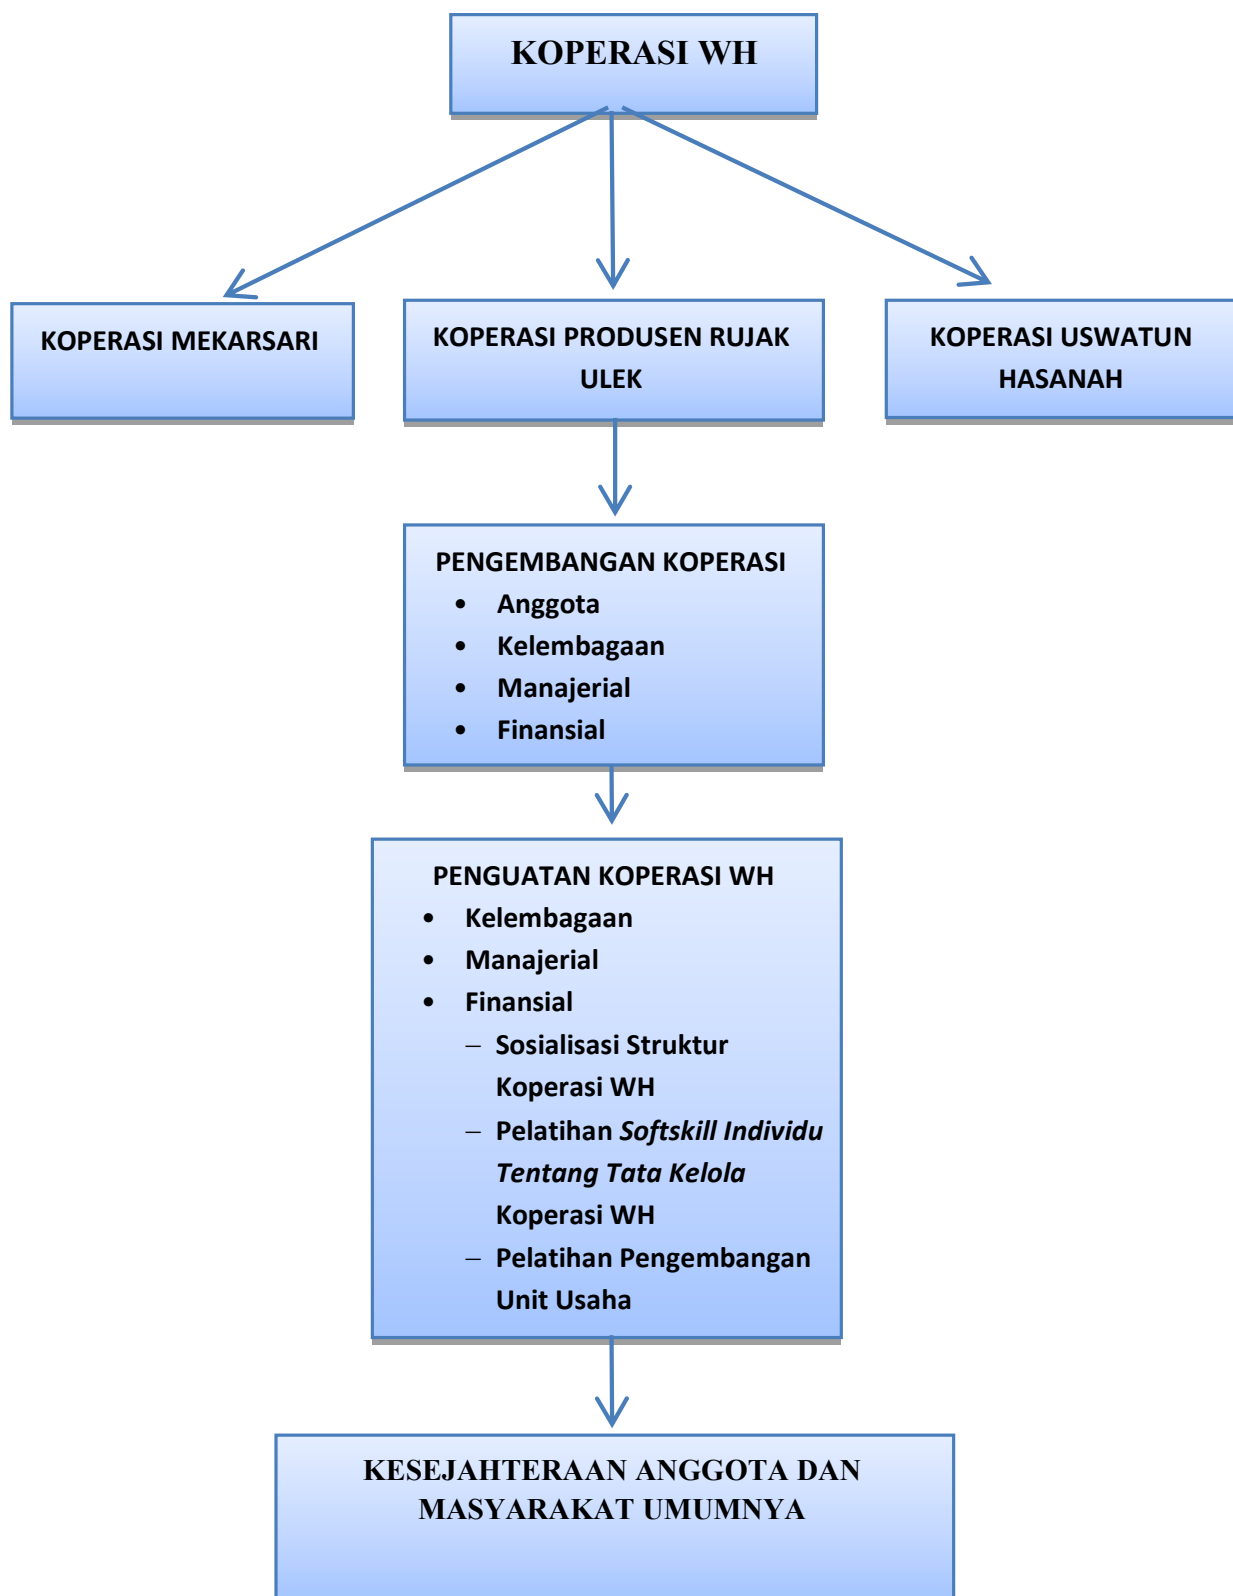 KOPERASI WH
KOPERASI MEKARSARI
KOPERASI PRODUSEN RUJAK
ULEK
KOPERASI USWATUN
HASANAH
PENGEMBANGAN KOPERASI
• Anggota
• Kelembagaan
• Manajerial
• Finansial
PENGUATAN KOPERASI WH
• Kelembagaan
• Manajerial
• Finansial
– Sosialisasi Struktur
Koperasi WH
– Pelatihan Softskill Individu
Tentang Tata Kelola
Koperasi WH
– Pelatihan Pengembangan
Unit Usaha
KESEJAHTERAAN ANGGOTA DAN
MASYARAKAT UMUMNYA